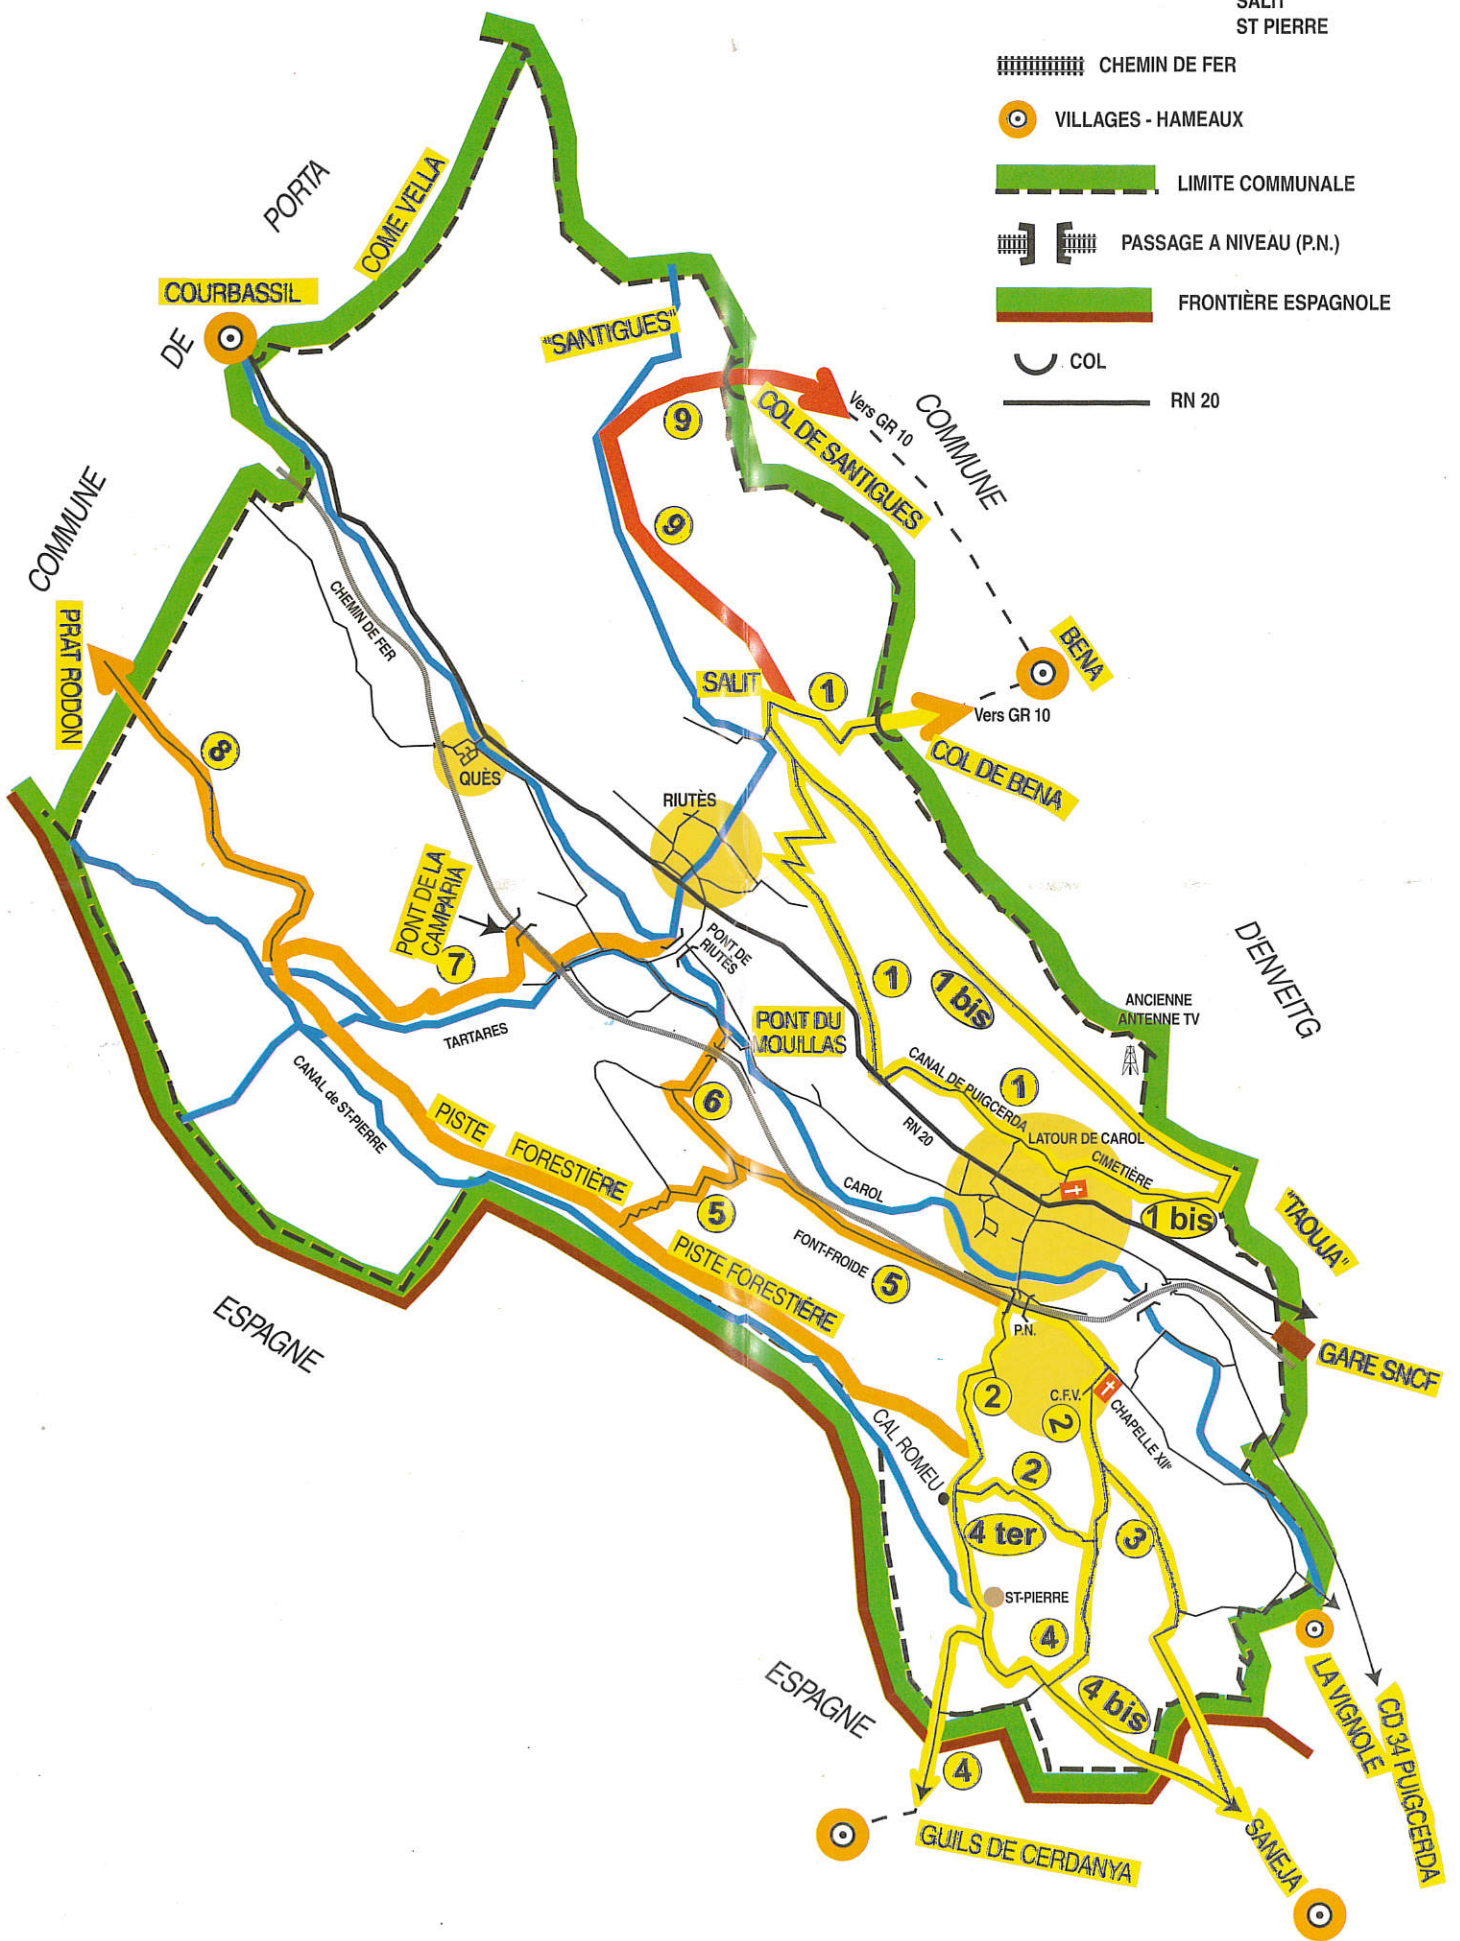 SALIT
ST PIERRE
CHEMIN DE FER
VILLAGES - HAMEAUX
LIMITE COMMUNALE
PASSAGE A NIVEAU (P.N.)
FRONTIÈRE ESPAGNOLE
COL
RN 20
PORTA
COME VELLA
COURBASSIL
DE
"SANTIGUES"
9
COL DE SANTIGUES
Vers GR 10
COMMUNE
COMMUNE
9
CHEMIN DE FER
PRAT RODON
BENA
SALIT
1
Vers GR 10
COL DE BENA
8
QUÈS
RIUTÈS
PONT DE LA
CAMPARIA
7
PONT DE
RIUTÈS
D'ENVEITG
1
1 bis
ANCIENNE
ANTENNE TV
TARTARES
PONT DU
MOUILLAS
CANAL DE PUIGCERDA
1
CANAL de ST-PIERRE
6
RN 20
PISTE FORESTIÈRE
LATOUR DE CAROL
CIMETIÈRE
CAROL
5
1 bis
"TAOUJA"
PISTE FORESTIÈRE
FONT-FROIDE
5
ESPAGNE
P.N.
GARE SNCF
2
C.F.V.
2
CHAPELLE XIIe
CAL ROMEU
2
4 ter
3
ST-PIERRE
4
ESPAGNE
4 bis
LA VIGNOLE
CD 34 PUIGCERDA
4
GUILS DE CERDANYA
SANEJA